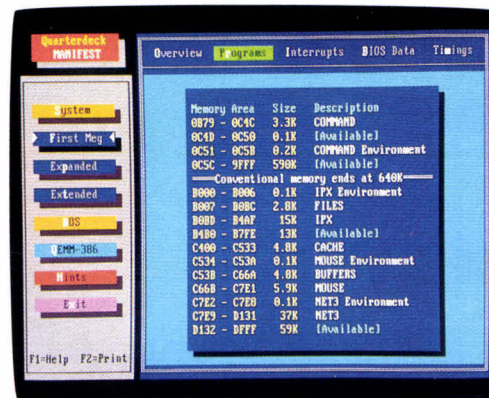 Quarterdeck
MANIFEST
Overview Programs Interrupts BIOS Data Timings
System
First Meg
Expanded
Extended
DOS
QEMM-386
Hints
Exit
F1=Help F2=Print
Memory Area Size Description
0B79 - 0C4C 3.3K COMMAND
0C4D - 0C50 0.1K [Available]
0C51 - 0C5B 0.2K COMMAND Environment
0C5C - 9FFF 590K [Available]
Conventional memory ends at 640K
B000 - B006 0.1K IPX Environment
B007 - B0BC 2.8K FILES
B0BD - B4AF 15K IPX
B4B0 - B7FE 13K [Available]
C400 - C533 4.8K CACHE
C534 - C53A 0.1K MOUSE Environment
C53B - C66A 4.8K BUFFERS
C66B - C7E1 5.9K MOUSE
C7E2 - C7E8 0.1K NET3 Environment
C7E9 - D131 37K NET3
D132 - DFFF 59K [Available]